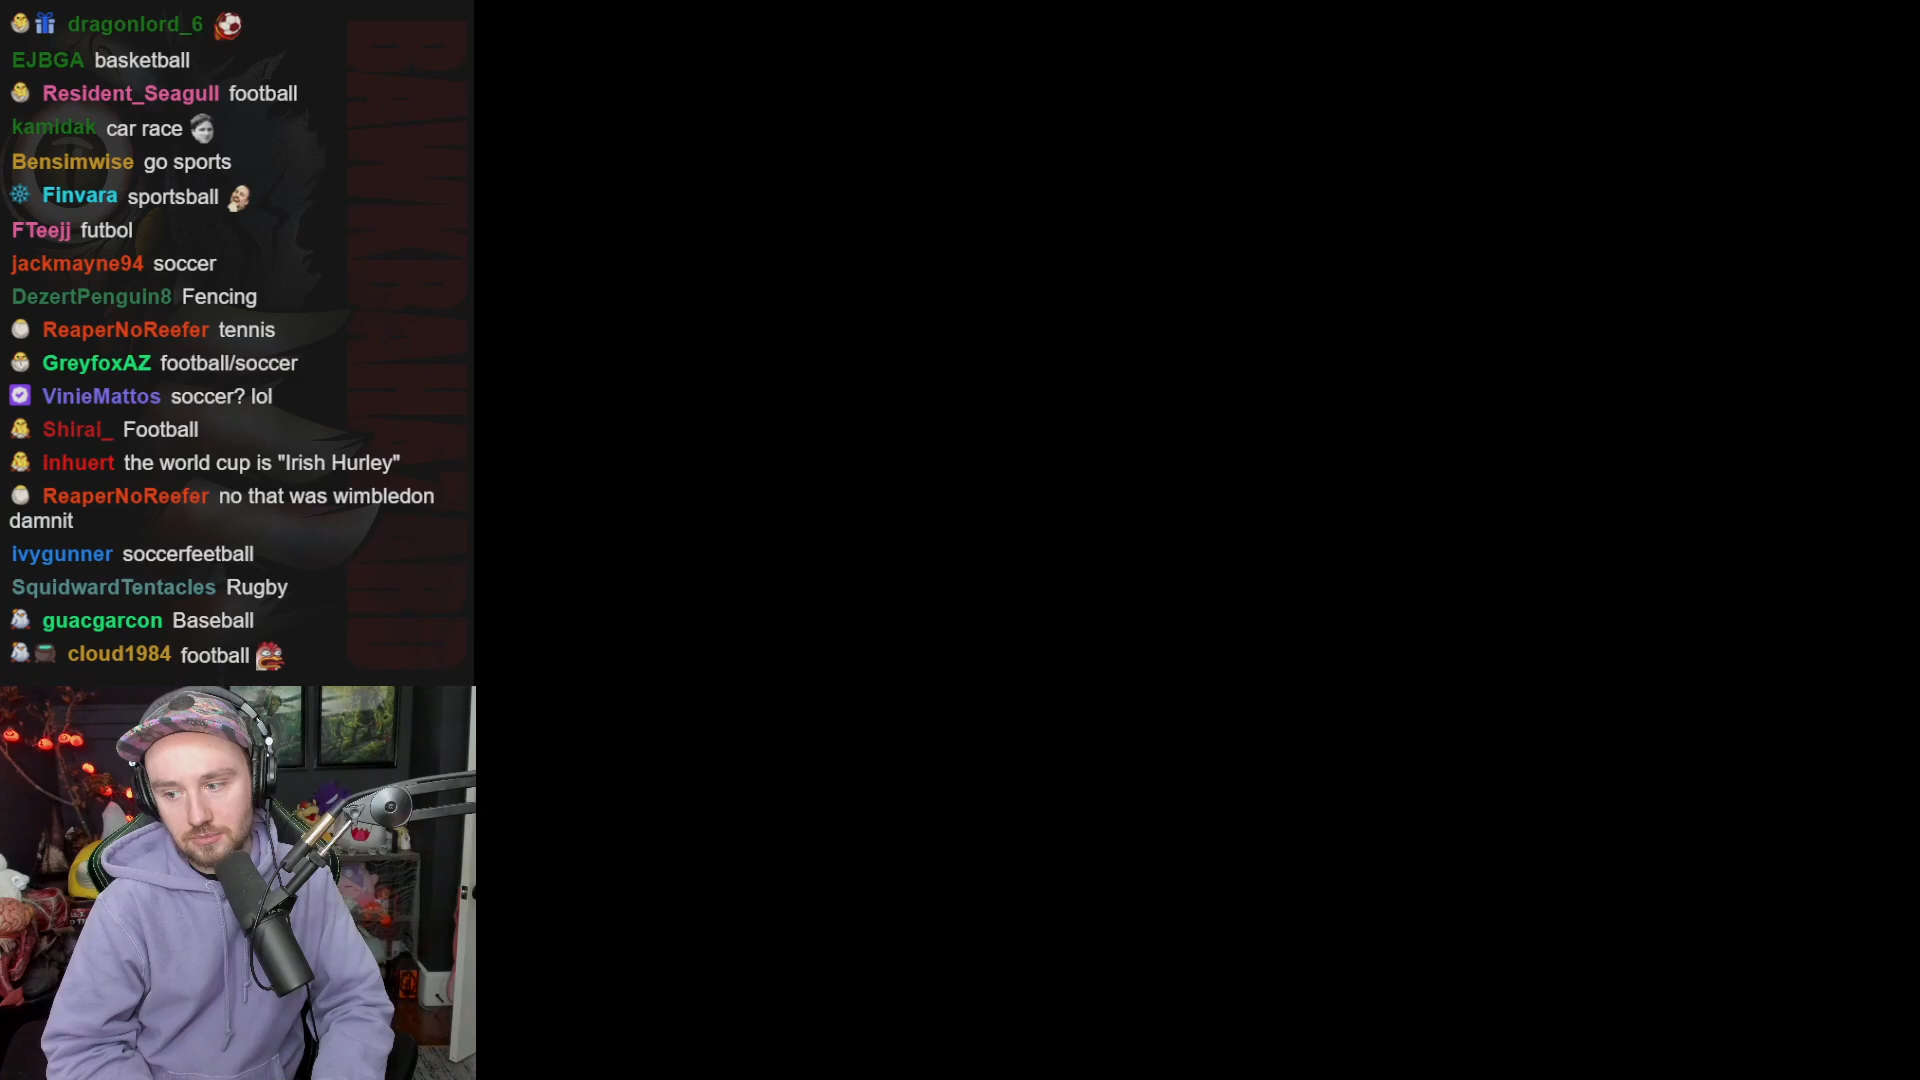 dragonlord_6
EJBGA basketball
Resident_Seagull football
kamidak car race
Bensimwise go sports
Finvara sportsball
FTeejj futbol
jackmayne94 soccer
DezertPenguin8 Fencing
ReaperNoReefer tennis
GreyfoxAZ football/soccer
VinieMattos soccer? lol
Shirai_ Football
inhuert the world cup is "Irish Hurley"
ReaperNoReefer no that was wimbledon
damnit
ivygunner soccerfeetball
SquidwardTentacles Rugby
guacgarcon Baseball
cloud1984 football